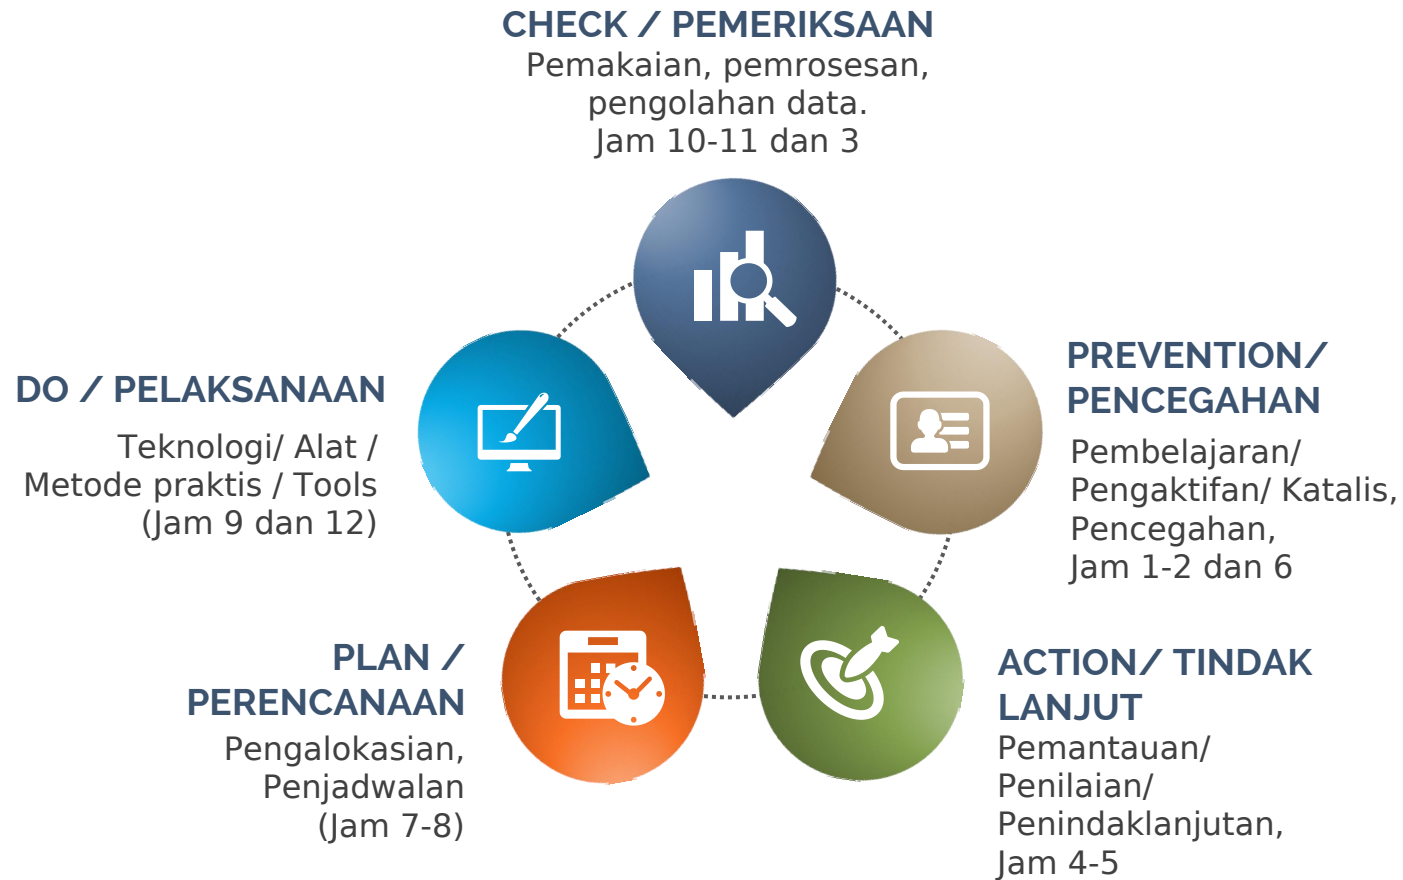 CHECK / PEMERIKSAAN
Pemakaian, pemrosesan,
pengolahan data.
Jam 10-11 dan 3
DO / PELAKSANAAN
Teknologi/ Alat /
Metode praktis / Tools
(Jam 9 dan 12)
PREVENTION/
PENCEGAHAN
Pembelajaran/
Pengaktifan/ Katalis,
Pencegahan,
Jam 1-2 dan 6
PLAN /
PERENCANAAN
Pengalokasian,
Penjadwalan
(Jam 7-8)
ACTION/ TINDAK
LANJUT
Pemantauan/
Penilaian/
Penindaklanjutan,
Jam 4-5